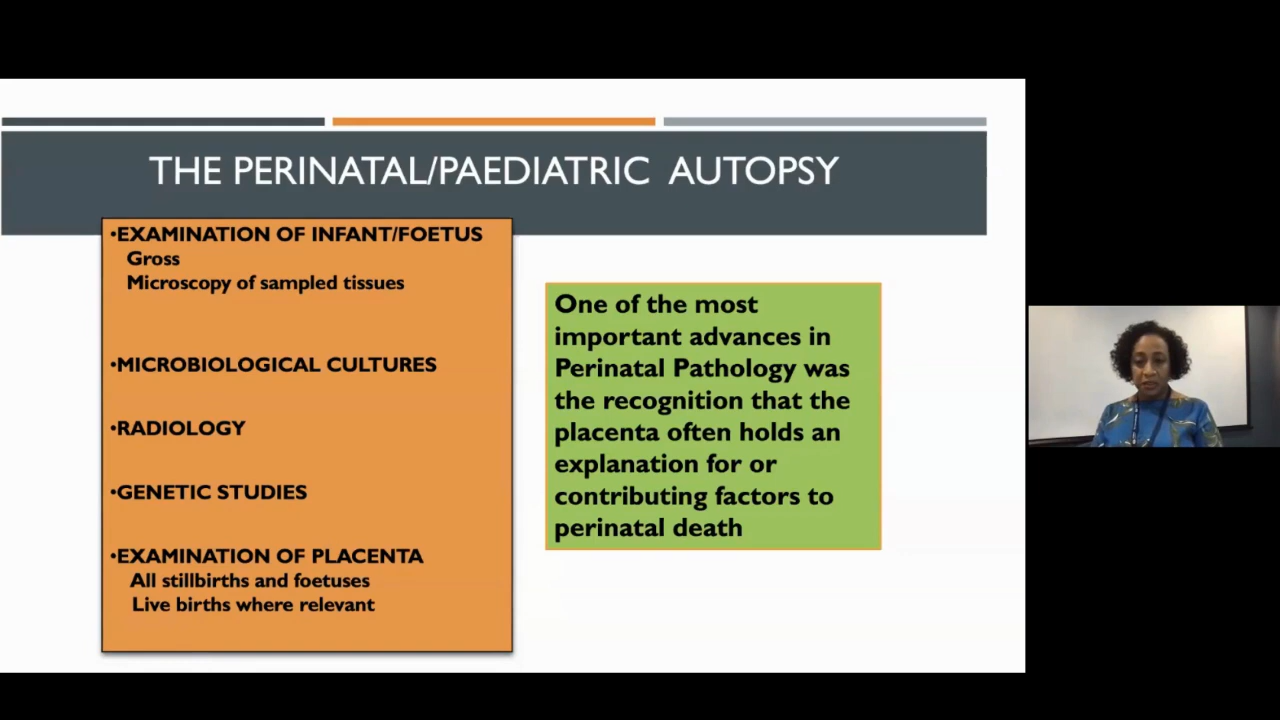 THE PERINATAL/PAEDIATRIC AUTOPSY
•EXAMINATION OF INFANT/FOETUS
Gross
Microscopy of sampled tissues
•MICROBIOLOGICAL CULTURES
•RADIOLOGY
•GENETIC STUDIES
•EXAMINATION OF PLACENTA
All stillbirths and foetuses
Live births where relevant
One of the most
important advances in
Perinatal Pathology was
the recognition that the
placenta often holds an
explanation for or
contributing factors to
perinatal death